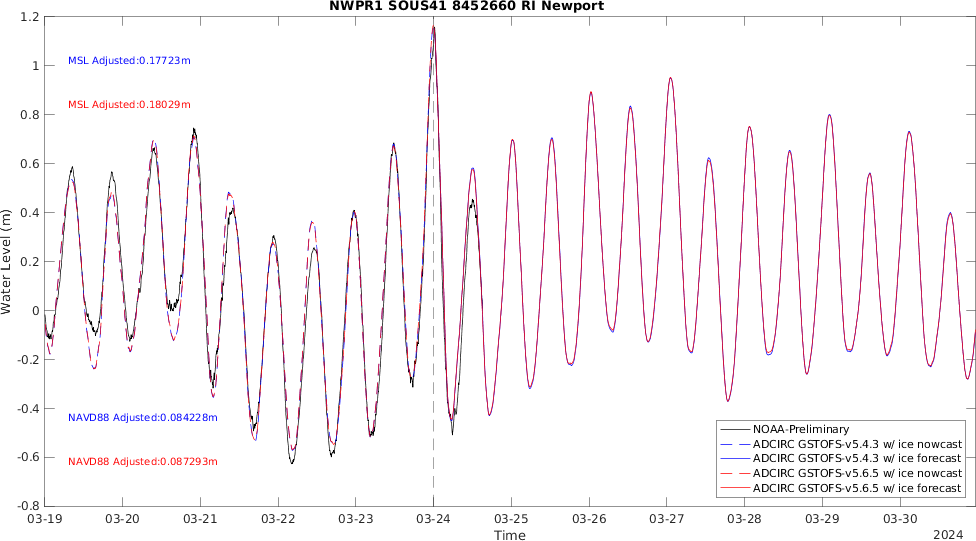 NWPR1 SOUS41 8452660 RI Newport
1.2
1
0.8
0.6
0.4
0.2
0
-0.2
-0.4
-0.6
-0.8
Water Level (m)
MSL Adjusted:0.17723m
MSL Adjusted:0.18029m
NAVD88 Adjusted:0.084228m
NAVD88 Adjusted:0.087293m
NOAA-Preliminary
ADCIRC GSTOFS-v5.4.3 w/ ice nowcast
ADCIRC GSTOFS-v5.4.3 w/ ice forecast
ADCIRC GSTOFS-v5.6.5 w/ ice nowcast
ADCIRC GSTOFS-v5.6.5 w/ ice forecast
03-19 03-20 03-21 03-22 03-23 03-24 03-25 03-26 03-27 03-28 03-29 03-30
Time
2024